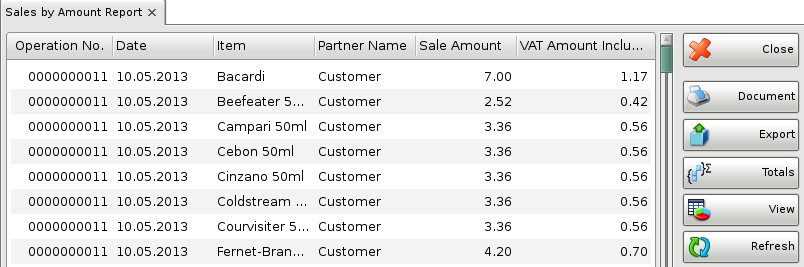 Sales by Amount Report ×
Operation No. Date Item Partner Name Sale Amount VAT Amount Inclu...
0000000011 10.05.2013 Bacardi Customer 7.00 1.17
0000000011 10.05.2013 Beefeater 5... Customer 2.52 0.42
0000000011 10.05.2013 Campari 50ml Customer 3.36 0.56
0000000011 10.05.2013 Cebon 50ml Customer 3.36 0.56
0000000011 10.05.2013 Cinzano 50ml Customer 3.36 0.56
0000000011 10.05.2013 Coldstream ... Customer 3.36 0.56
0000000011 10.05.2013 Courvisiter 5... Customer 3.36 0.56
0000000011 10.05.2013 Fernet-Bran... Customer 4.20 0.70
Close
Document
Export
Totals
View
Refresh